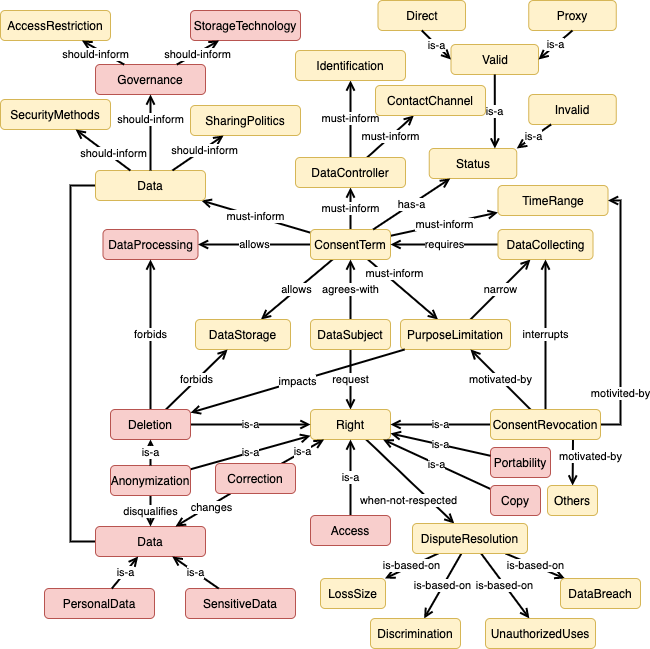 Direct
Proxy
AccessRestriction
StorageTechnology
is-a
is-a
should-inform
should-inform
Identification
Valid
Governance
ContactChannel
SecurityMethods
SharingPolitics
should-inform
must-inform
is-a
Invalid
must-inform
is-a
should-inform
should-inform
Status
DataController
Data
has-a
TimeRange
must-inform
must-inform
must-inform
DataProcessing
allows
ConsentTerm
requires
DataCollecting
must-inform
allows
agrees-with
narrow
forbids
DataStorage
DataSubject
PurposeLimitation
interrupts
forbids
impacts
request
motivated-by
motivited-by
Deletion
is-a
Right
is-a
ConsentRevocation
is-a
is-a
is-a
is-a
is-a
Portability
motivated-by
Anonymization
Correction
is-a
Copy
Others
disqualifies
changes
when-not-respected
Access
Data
DisputeResolution
is-a
is-a
is-based-on
is-based-on
is-based-on
is-based-on
PersonalData
SensitiveData
LossSize
DataBreach
Discrimination
UnauthorizedUses